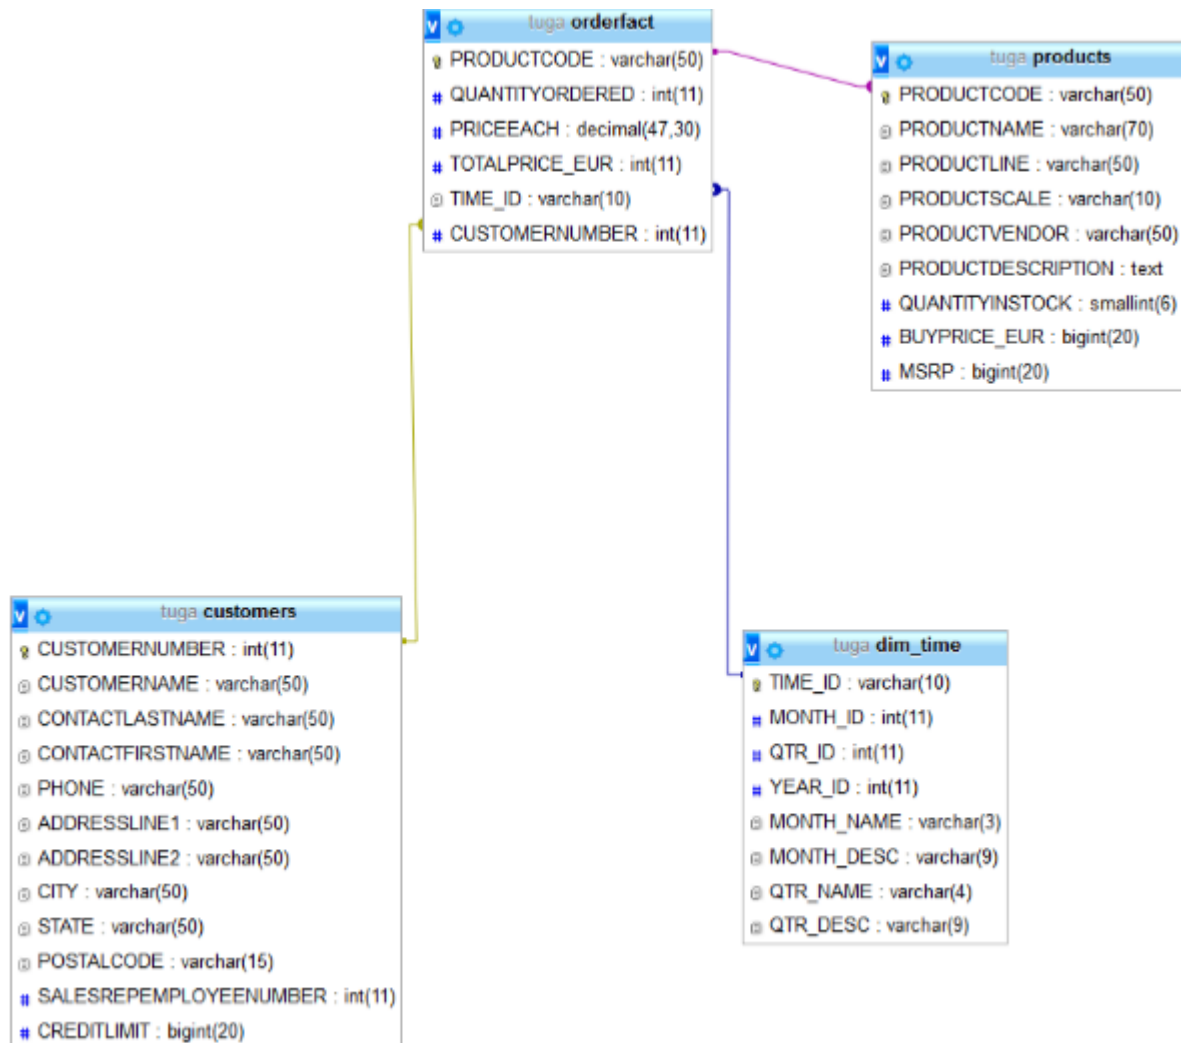 tuga orderfact
PRODUCTCODE : varchar(50)
QUANTITYORDERED : int(11)
PRICEEACH : decimal(47,30)
TOTALPRICE_EUR : int(11)
TIME_ID : varchar(10)
CUSTOMERNUMBER : int(11)
tuga products
PRODUCTCODE : varchar(50)
PRODUCTNAME : varchar(70)
PRODUCTLINE : varchar(50)
PRODUCTSCALE : varchar(10)
PRODUCTVENDOR : varchar(50)
PRODUCTDESCRIPTION : text
QUANTITYINSTOCK : smallint(6)
BUYPRICE_EUR : bigint(20)
MSRP : bigint(20)
tuga customers
CUSTOMERNUMBER : int(11)
CUSTOMERNAME : varchar(50)
CONTACTLASTNAME : varchar(50)
CONTACTFIRSTNAME : varchar(50)
PHONE : varchar(50)
ADDRESSLINE1 : varchar(50)
ADDRESSLINE2 : varchar(50)
CITY : varchar(50)
STATE : varchar(50)
POSTALCODE : varchar(15)
SALESREPEMPLOYEENUMBER : int(11)
CREDITLIMIT : bigint(20)
tuga dim_time
TIME_ID : varchar(10)
MONTH_ID : int(11)
QTR_ID : int(11)
YEAR_ID : int(11)
MONTH_NAME : varchar(3)
MONTH_DESC : varchar(9)
QTR_NAME : varchar(4)
QTR_DESC : varchar(9)